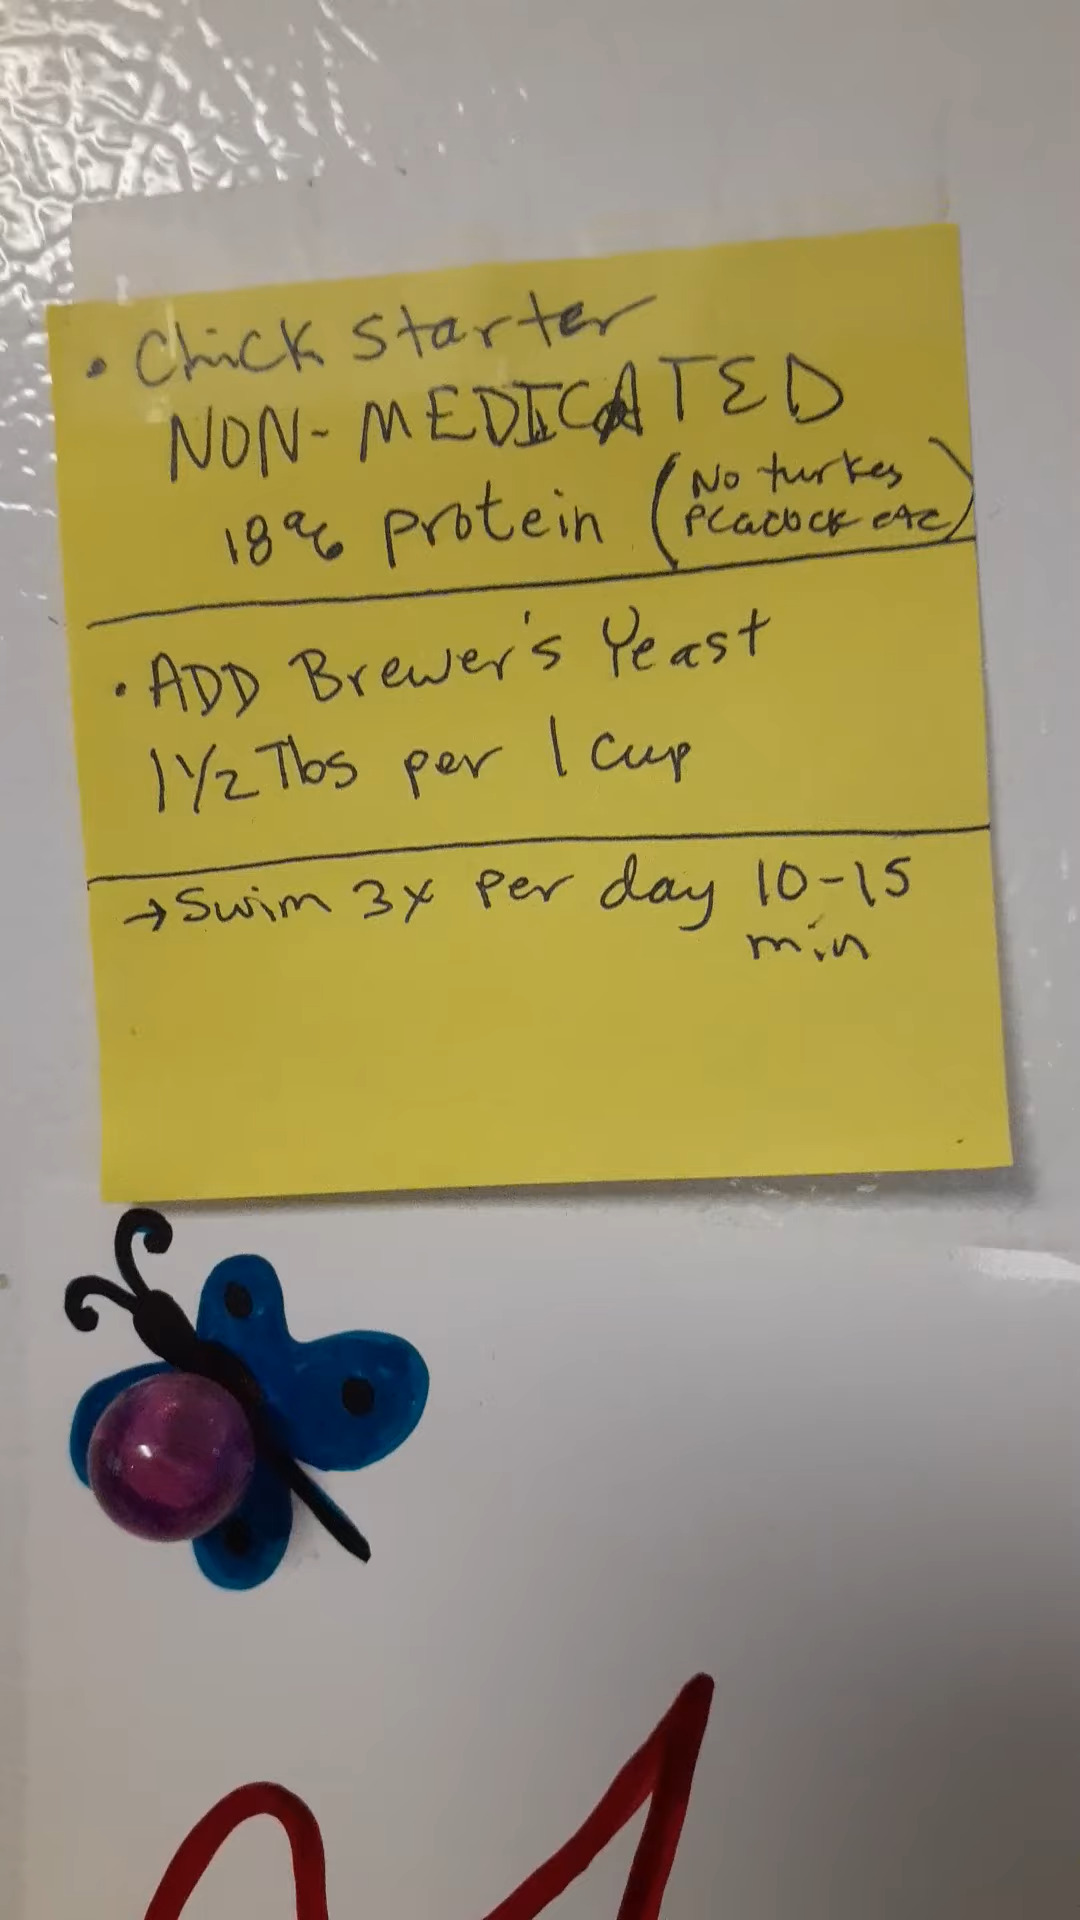 • Chick starter
NON-MEDICATED
18% protein (No turkey
Peacock etc)
• ADD Brewer's Yeast
1½ Tbs per 1 cup
→ Swim 3x per day 10-15
min